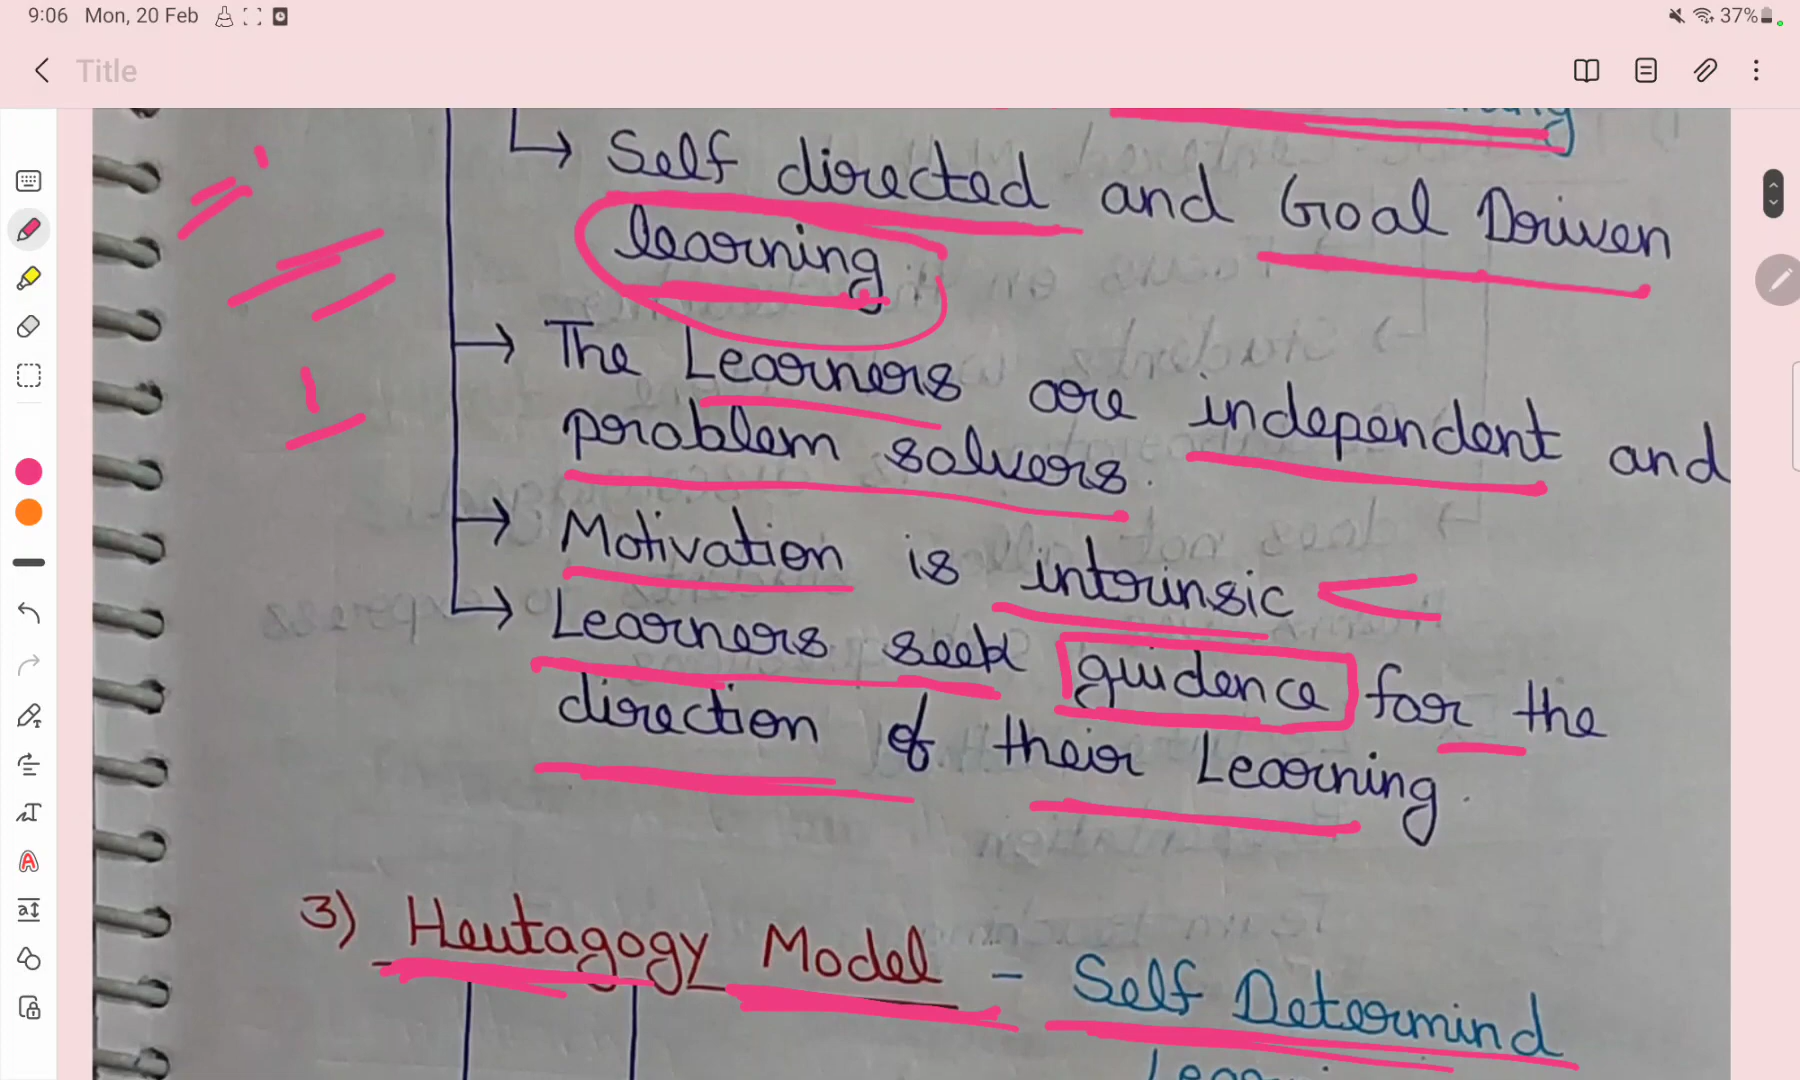 9:06 Mon, 20 Feb
37%
Title
Self directed and Goal Driven
learning
The Learners are independent and
problem solvers.
Motivation is intrinsic
Learners seek guidence for the
direction of their Learning.
3) Heutagogy Model - Self Determind